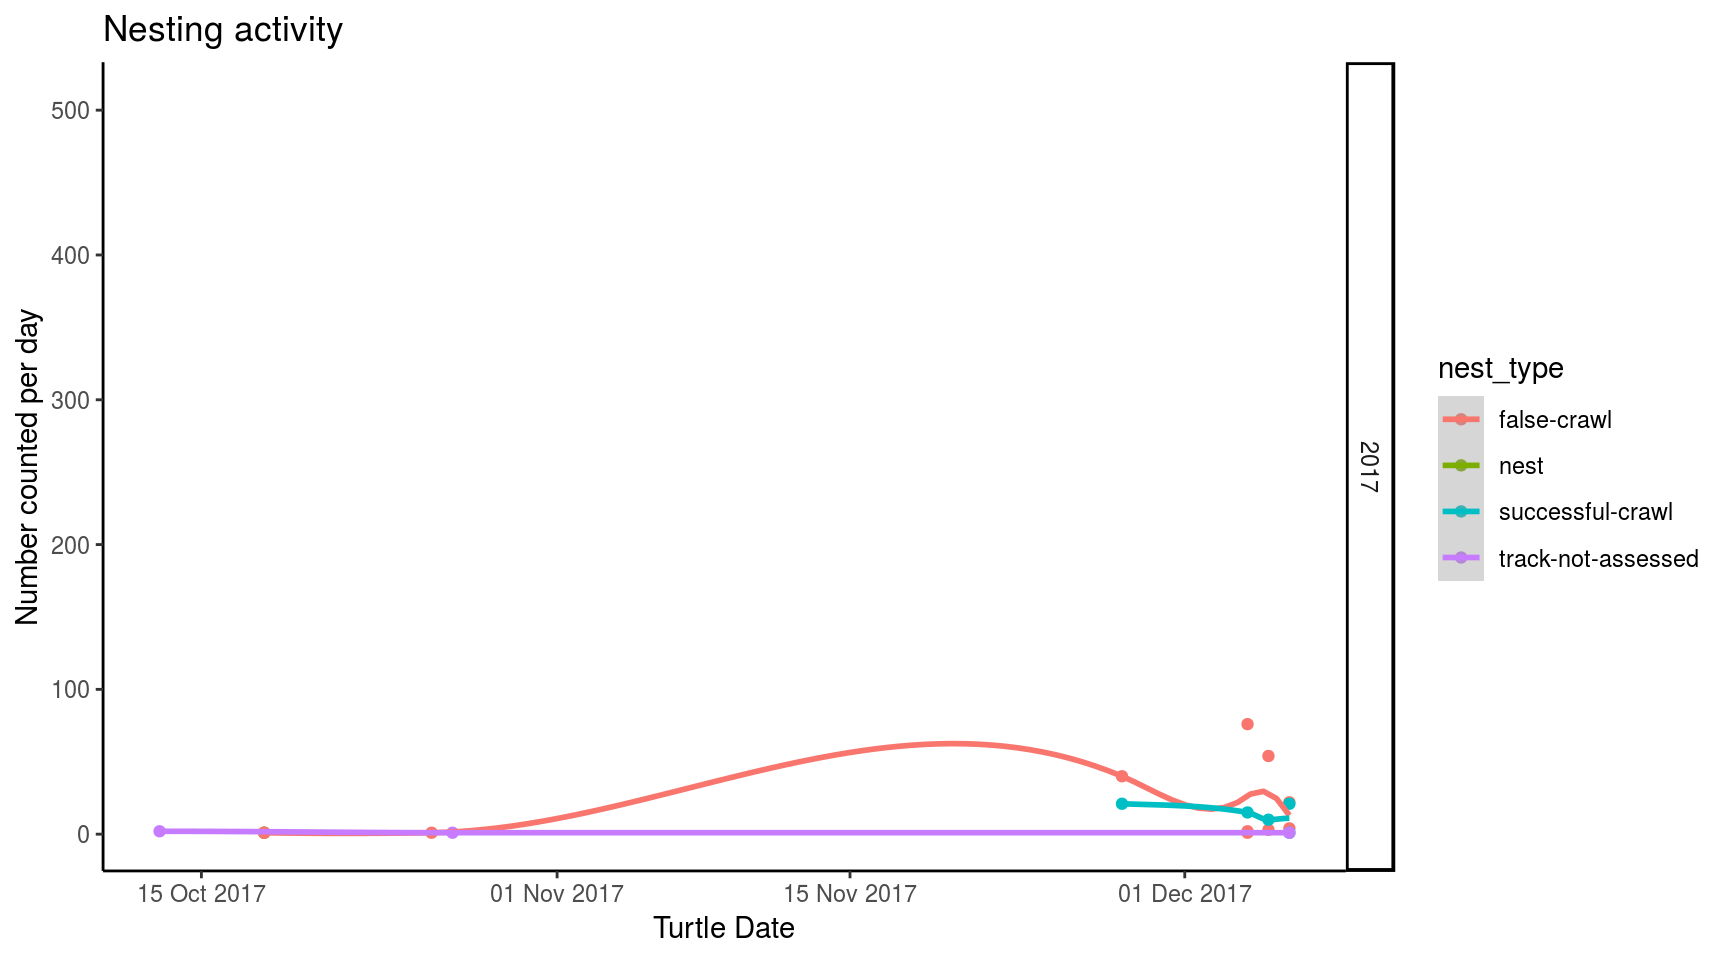 Nesting activity
500
400
300
200
100
0
Number counted per day
15 Oct 2017
01 Nov 2017
15 Nov 2017
01 Dec 2017
Turtle Date
2017
nest_type
false-crawl
nest
successful-crawl
track-not-assessed